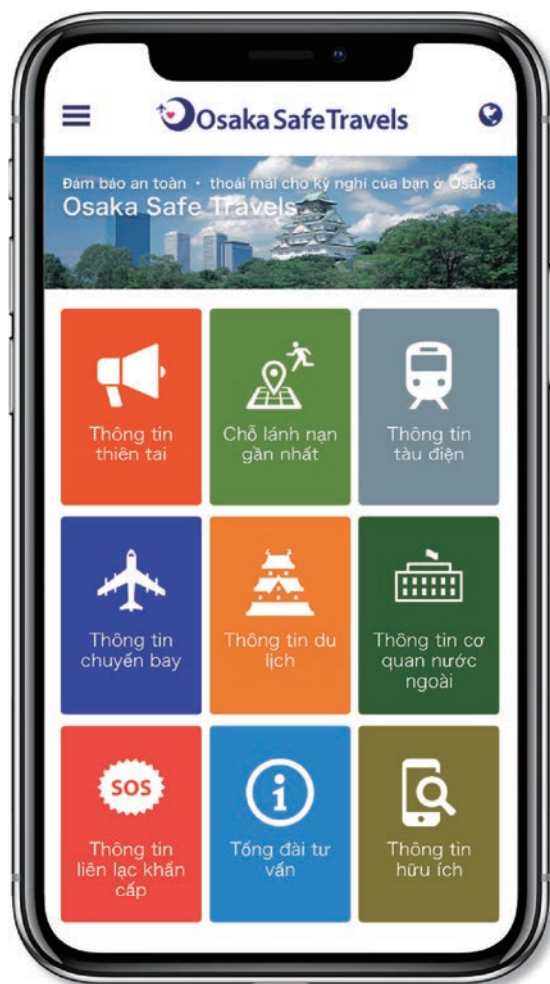 Osaka Safe Travels
Đảm bảo an toàn・thoải mái cho kỳ nghỉ của bạn ở Osaka
Osaka Safe Travels
Thông tin
thiên tai
Chỗ lánh nạn
gần nhất
Thông tin
tàu điện
Thông tin
chuyến bay
Thông tin du
lịch
Thông tin cơ
quan nước
ngoài
SOS
Thông tin
liên lạc khẩn
cấp
Tổng đài tư
vấn
Thông tin
hữu ích